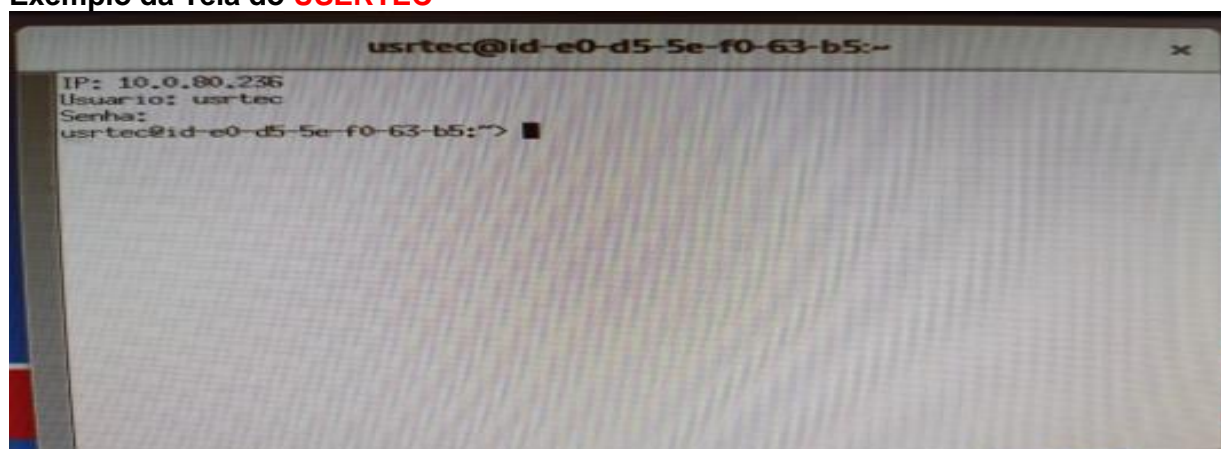 Exemplo da Tela do USERTEC
usrtec@id-e0-d5-5e-f0-63-b5:~
×
IP: 10.0.80.236
Usuario: usrtec
Senha:
usrtec@id-e0-d5-5e-f0-63-b5:~>